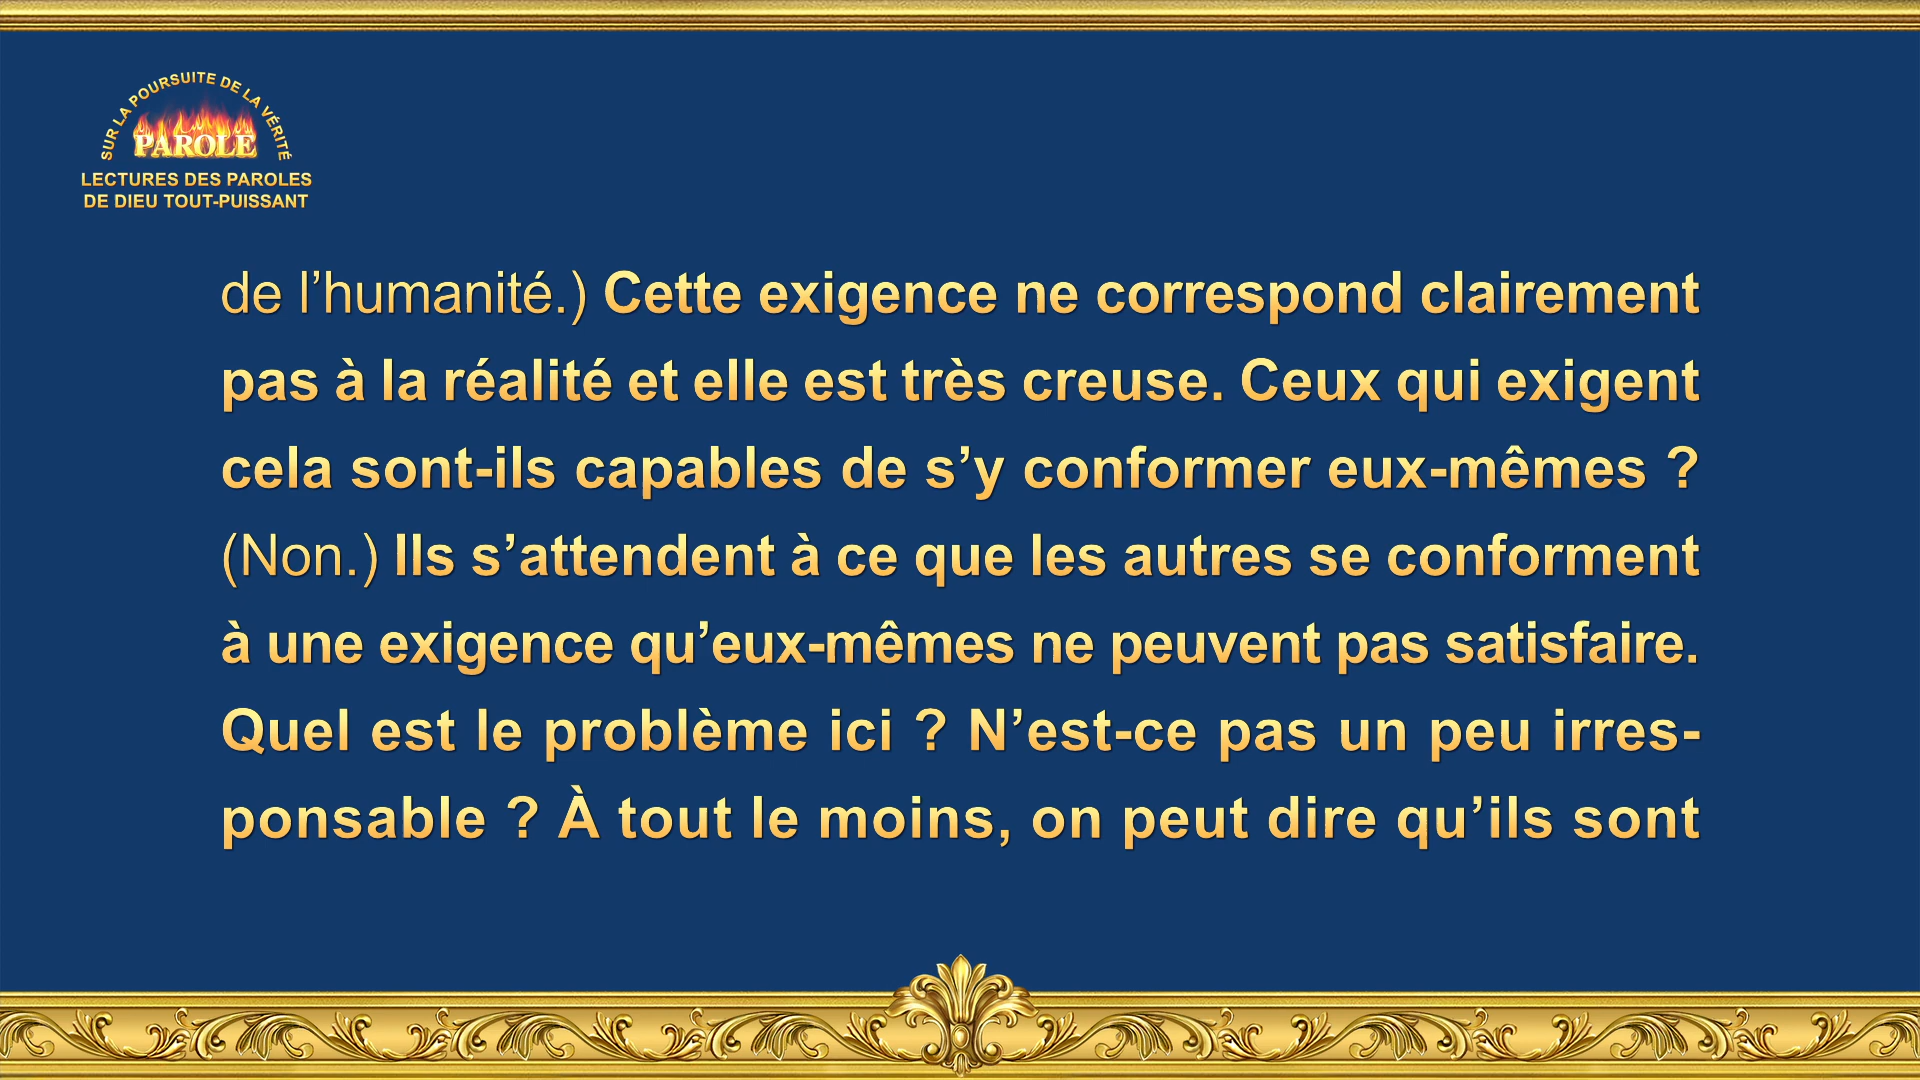 SUR LA POURSUITE DE LA VÉRITÉ
PAROLE
LECTURES DES PAROLES
DE DIEU TOUT-PUISSANT
de l’humanité.) Cette exigence ne correspond clairement
pas à la réalité et elle est très creuse. Ceux qui exigent
cela sont-ils capables de s’y conformer eux-mêmes ?
(Non.) Ils s’attendent à ce que les autres se conforment
à une exigence qu’eux-mêmes ne peuvent pas satisfaire.
Quel est le problème ici ? N’est-ce pas un peu irres-
ponsable ? À tout le moins, on peut dire qu’ils sont